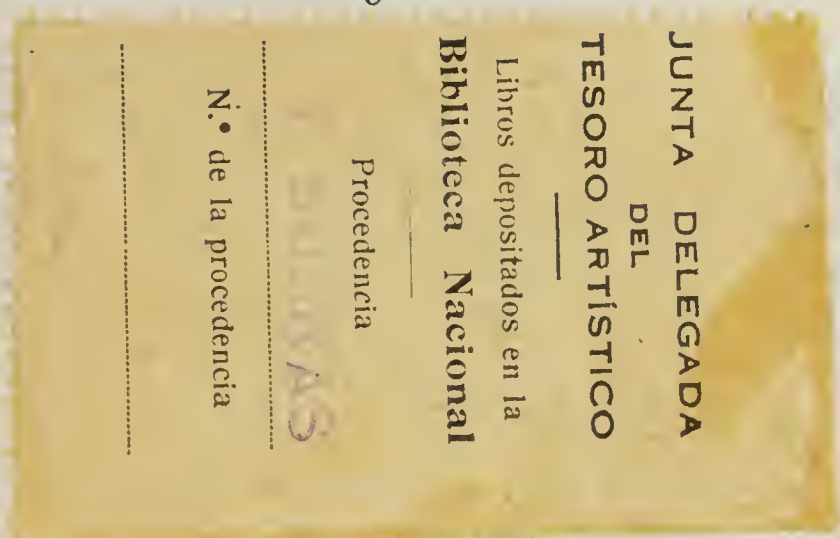 JUNTA DELEGADA
DEL
TESORO ARTÍSTICO
Libros depositados en la
Biblioteca Nacional
Procedencia
N.º de la procedencia